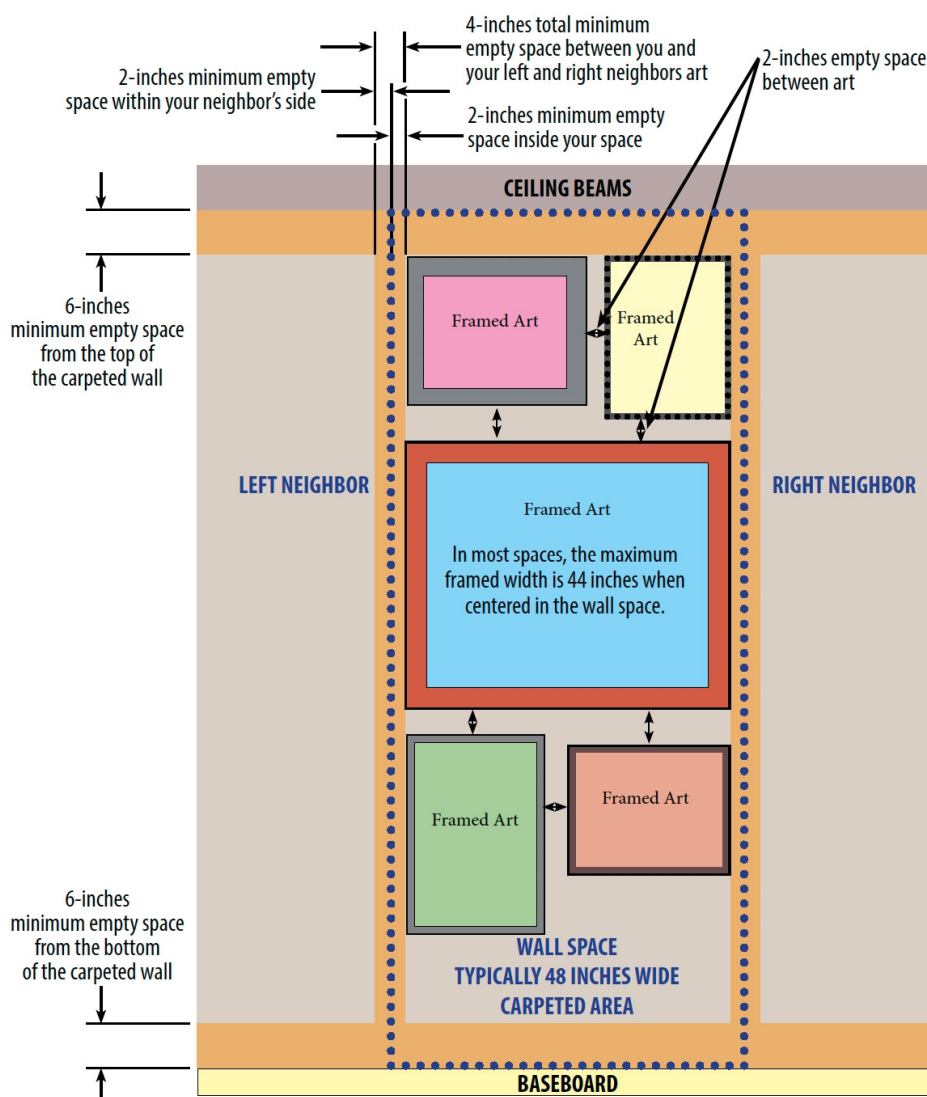 4-inches total minimum
empty space between you and
your left and right neighbors art
2-inches minimum empty
space within your neighbor's side
2-inches empty space
between art
2-inches minimum empty
space inside your space
CEILING BEAMS
6-inches
minimum empty space
from the top of
the carpeted wall
Framed Art
Framed
Art
LEFT NEIGHBOR
RIGHT NEIGHBOR
Framed Art
In most spaces, the maximum
framed width is 44 inches when
centered in the wall space.
Framed Art
Framed Art
6-inches
minimum empty space
from the bottom
of the carpeted wall
WALL SPACE
TYPICALLY 48 INCHES WIDE
CARPETED AREA
BASEBOARD